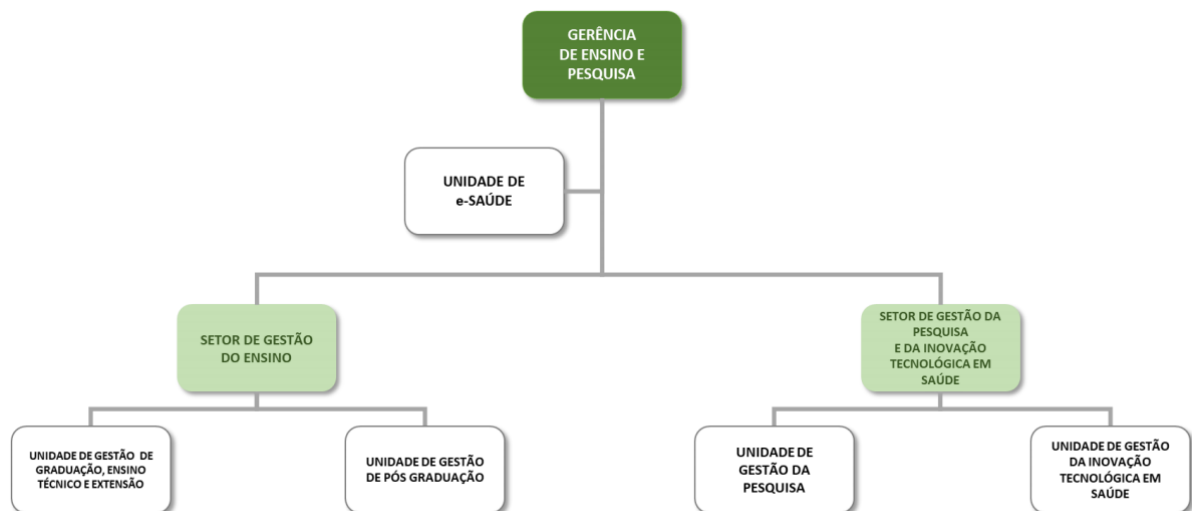 GERÊNCIA
DE ENSINO E
PESQUISA
UNIDADE DE
e-SAÚDE
SETOR DE GESTÃO
DO ENSINO
SETOR DE GESTÃO DA
PESQUISA
E DA INOVAÇÃO
TECNOLÓGICA EM
SAÚDE
UNIDADE DE GESTÃO DE
GRADUAÇÃO, ENSINO
TÉCNICO E EXTENSÃO
UNIDADE DE GESTÃO
DE PÓS GRADUAÇÃO
UNIDADE DE
GESTÃO DA
PESQUISA
UNIDADE DE GESTÃO
DA INOVAÇÃO
TECNOLÓGICA EM
SAÚDE